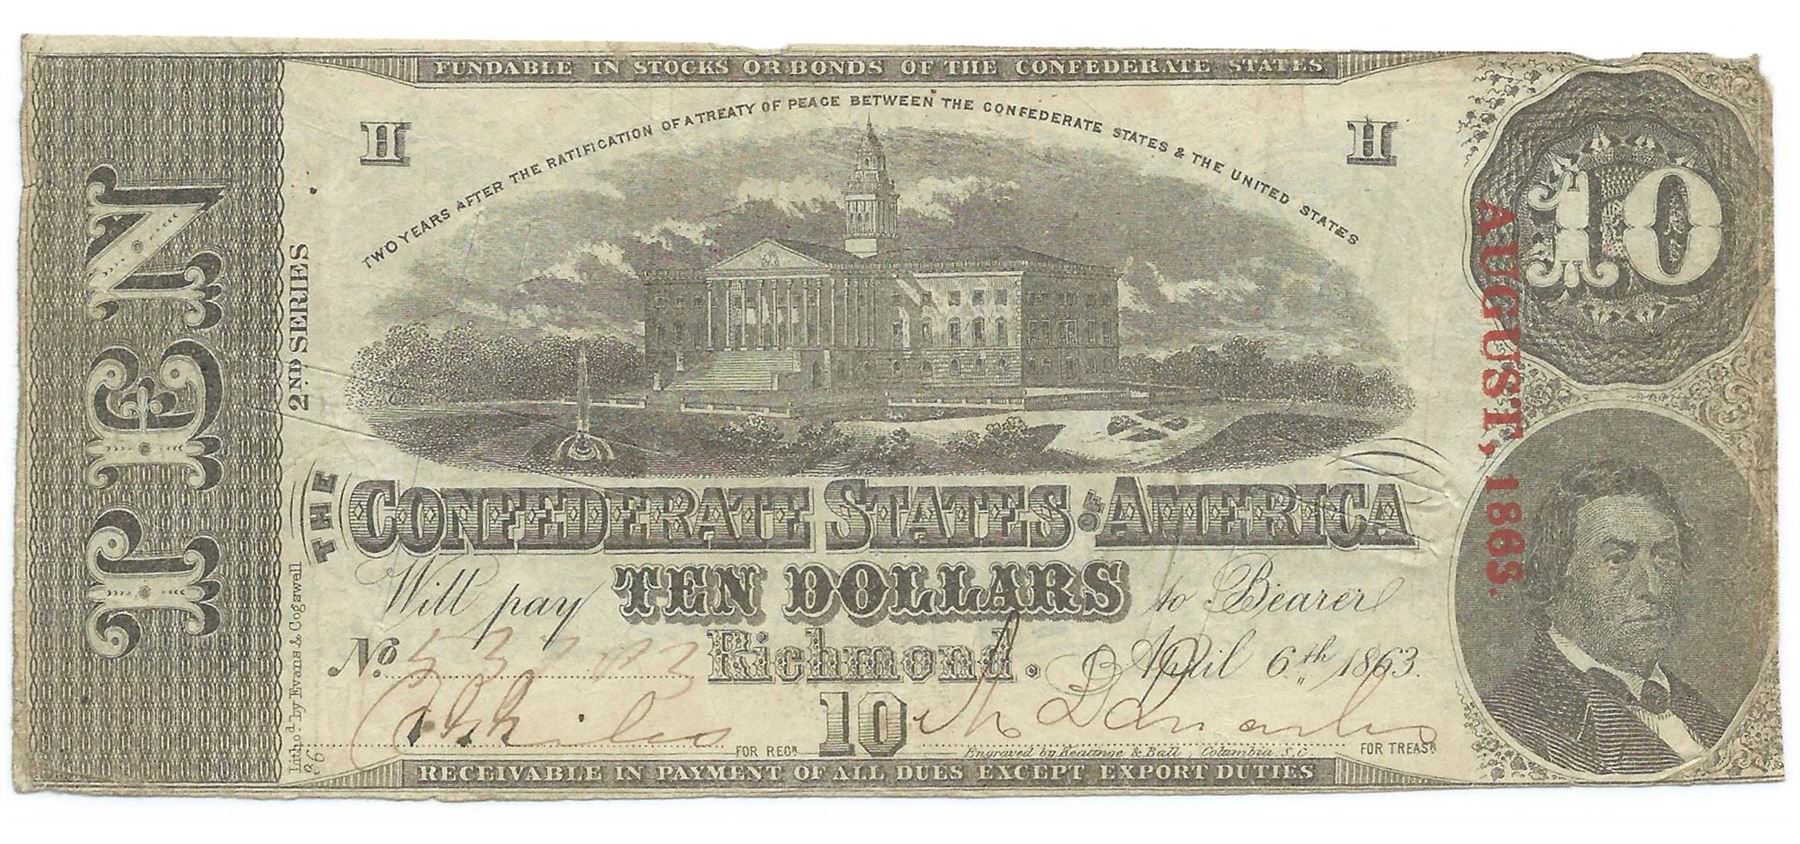 FUNDABLE IN STOCKS OR BONDS OF THE CONFEDERATE STATES
H
H
TWO YEARS AFTER THE RATIFICATION OF A TREATY OF PEACE BETWEEN THE CONFEDERATE STATES & THE UNITED STATES
10
TEN
2ND SERIES
AUGUST, 1863.
THE CONFEDERATE STATES OF AMERICA
Will pay TEN DOLLARS to Bearer
No Richmond. April 6th 1863.
10
FOR REGR
FOR TREASR
Engraved by Keatinge & Ball, Columbia S.C.
Lithod by Evans & Cogswell
RECEIVABLE IN PAYMENT OF ALL DUES EXCEPT EXPORT DUTIES